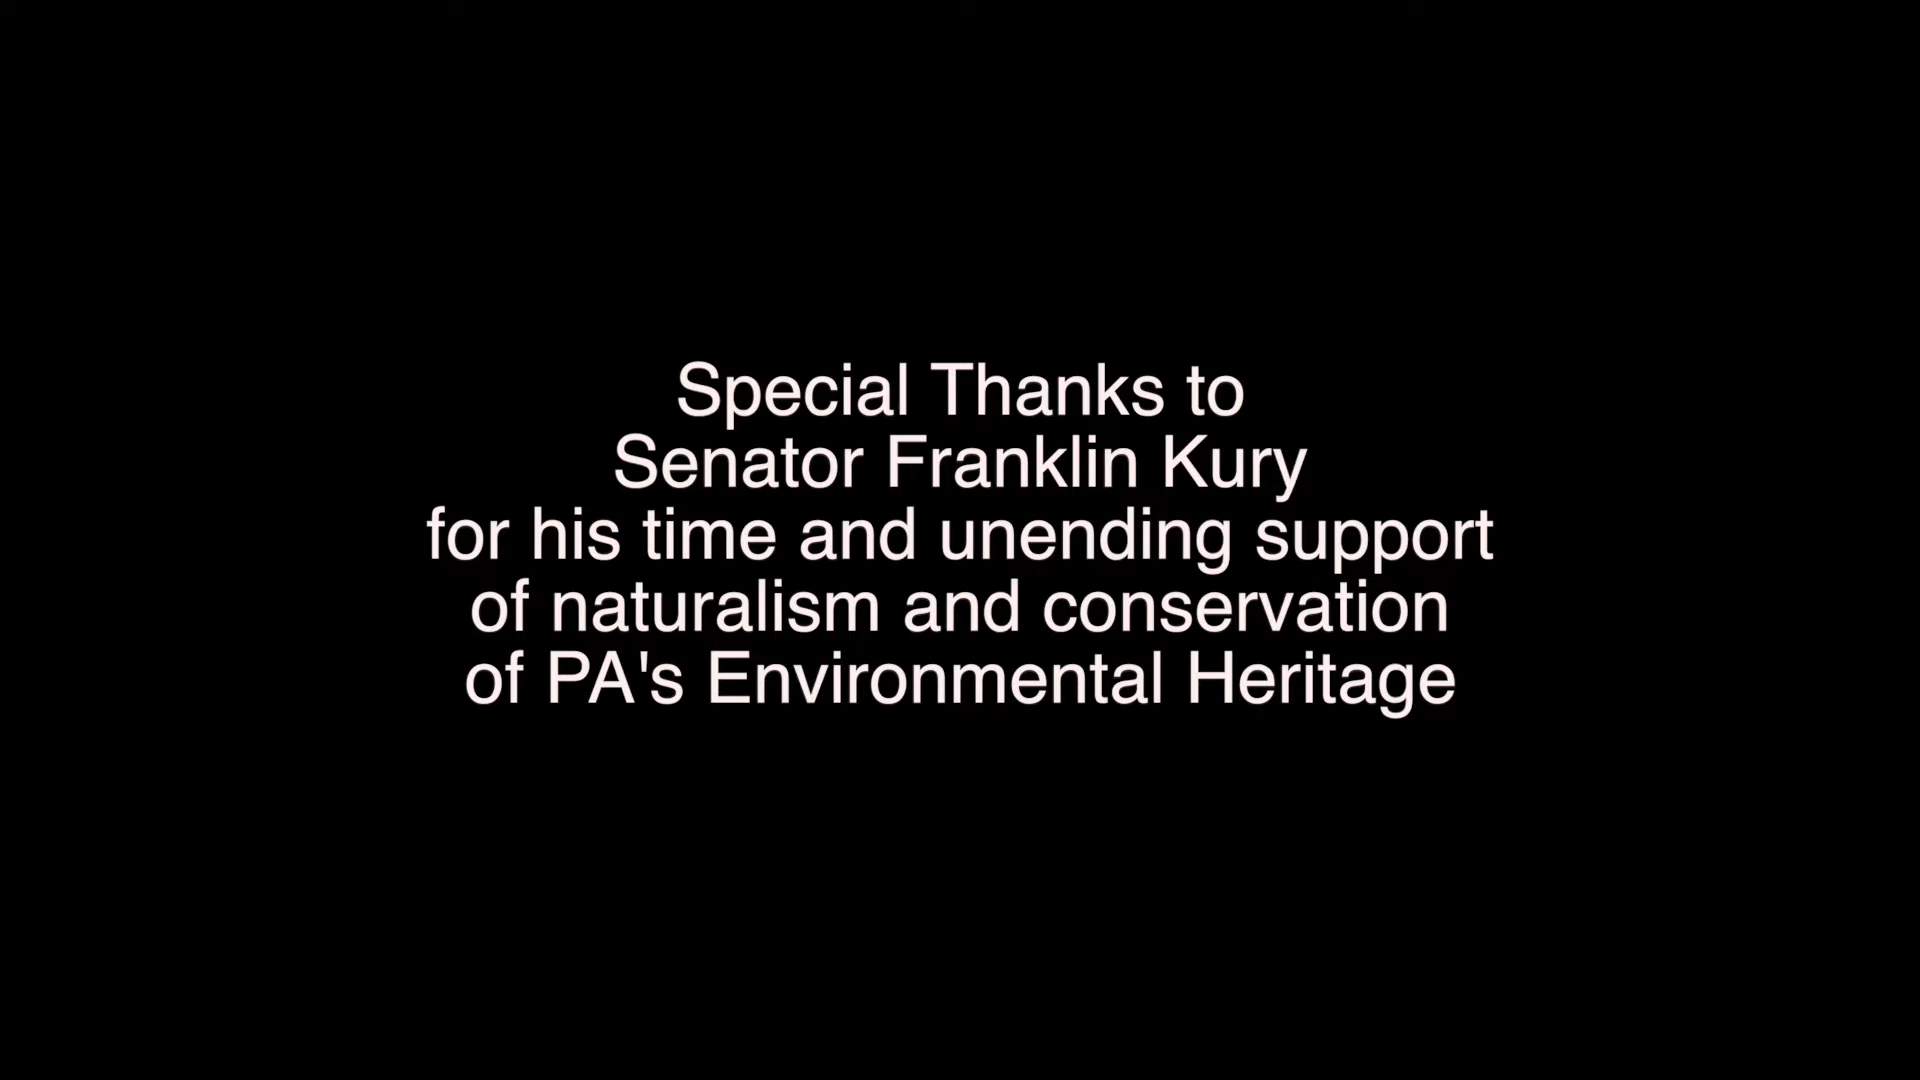 Special Thanks to
Senator Franklin Kury
for his time and unending support
of naturalism and conservation
of PA's Environmental Heritage